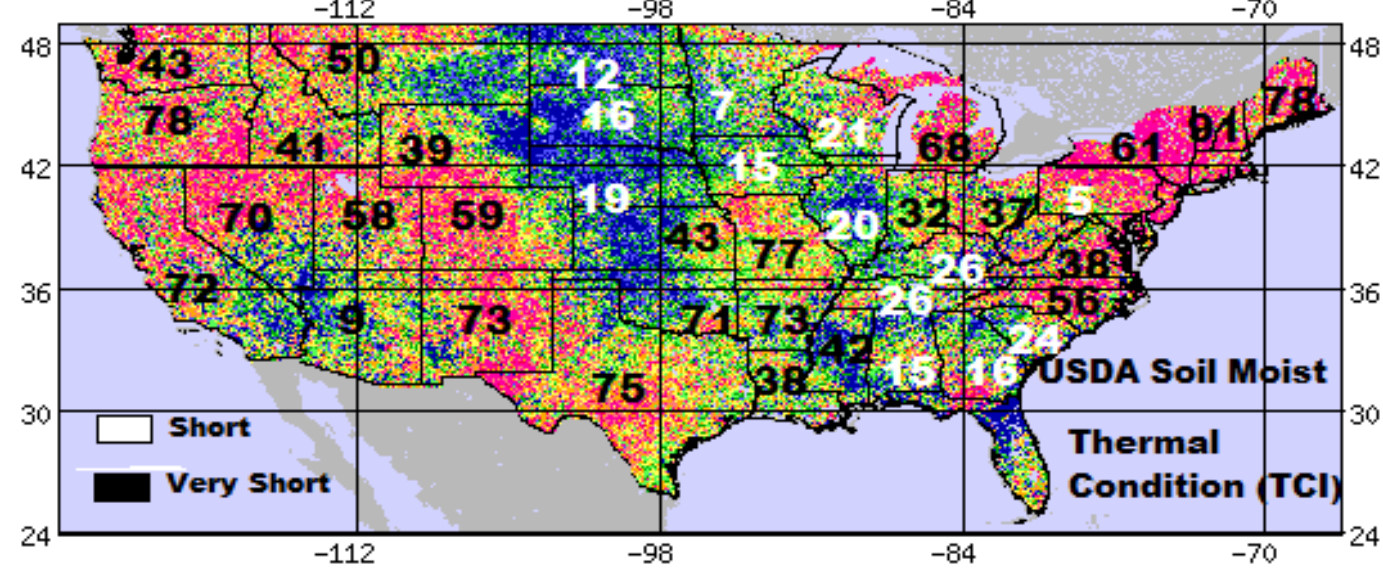 −112 −98 −84 −70
48 43 50 12 48
78 16 7 21 78
41 39 15 68 61 91
42 42
70 58 59 19 20 32 37 5
43 77 26 38
72 36 26 56 36
9 73 71 73 42 24
75 38 15 16 USDA Soil Moist
30 30
Short Thermal
Very Short Condition (TCI)
24 24
−112 −98 −84 −70